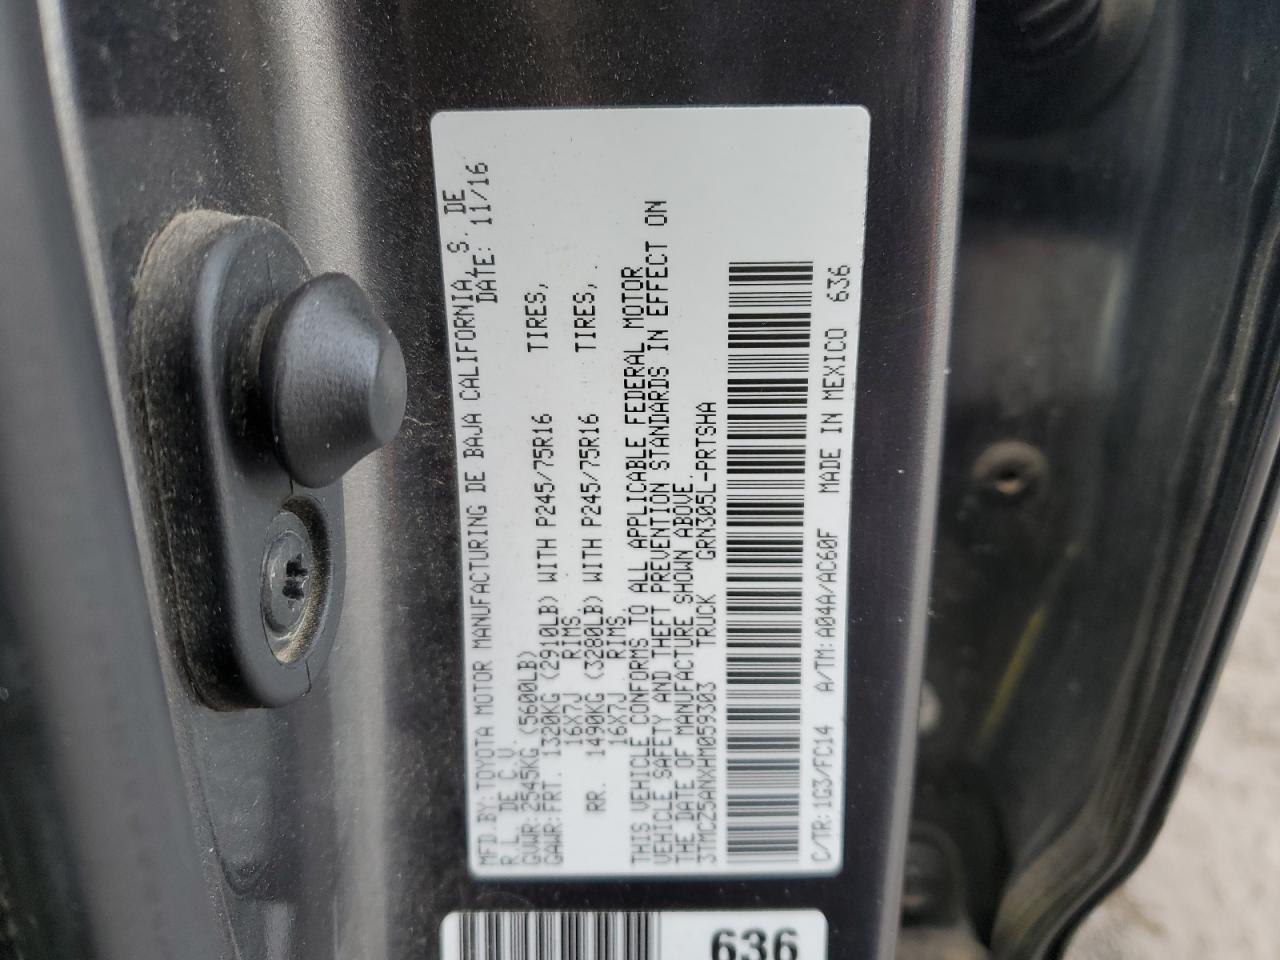 MFD.BY: TOYOTA MOTOR MANUFACTURING DE BAJA CALIFORNIA, S. DE
R.L. DE C.V. DATE: 11/16
GVWR: 2545KG (5600LB)
GAWR: FRT. 1320KG (2910LB) WITH P245/75R16 TIRES,
16X7J RIMS.
RR. 1490KG (3280LB) WITH P245/75R16 TIRES,
16X7J RIMS.
THIS VEHICLE CONFORMS TO ALL APPLICABLE FEDERAL MOTOR
VEHICLE SAFETY AND THEFT PREVENTION STANDARDS IN EFFECT ON
THE DATE OF MANUFACTURE SHOWN ABOVE.
3TMCZ5ANXHM059303 TRUCK GRN305L-PRTSHA
C/TR: 1G3/FC14 A/TM: A04A/AC60F MADE IN MEXICO 636
636